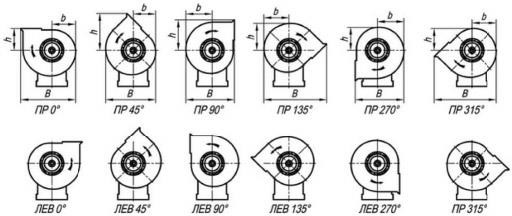 b b b b b b
h h h h h h
B B B B B B
ПР 0° ПР 45° ПР 90° ПР 135° ПР 270° ПР 315°
ЛЕВ 0° ЛЕВ 45° ЛЕВ 90° ЛЕВ 135° ЛЕВ 270° ПР 315°